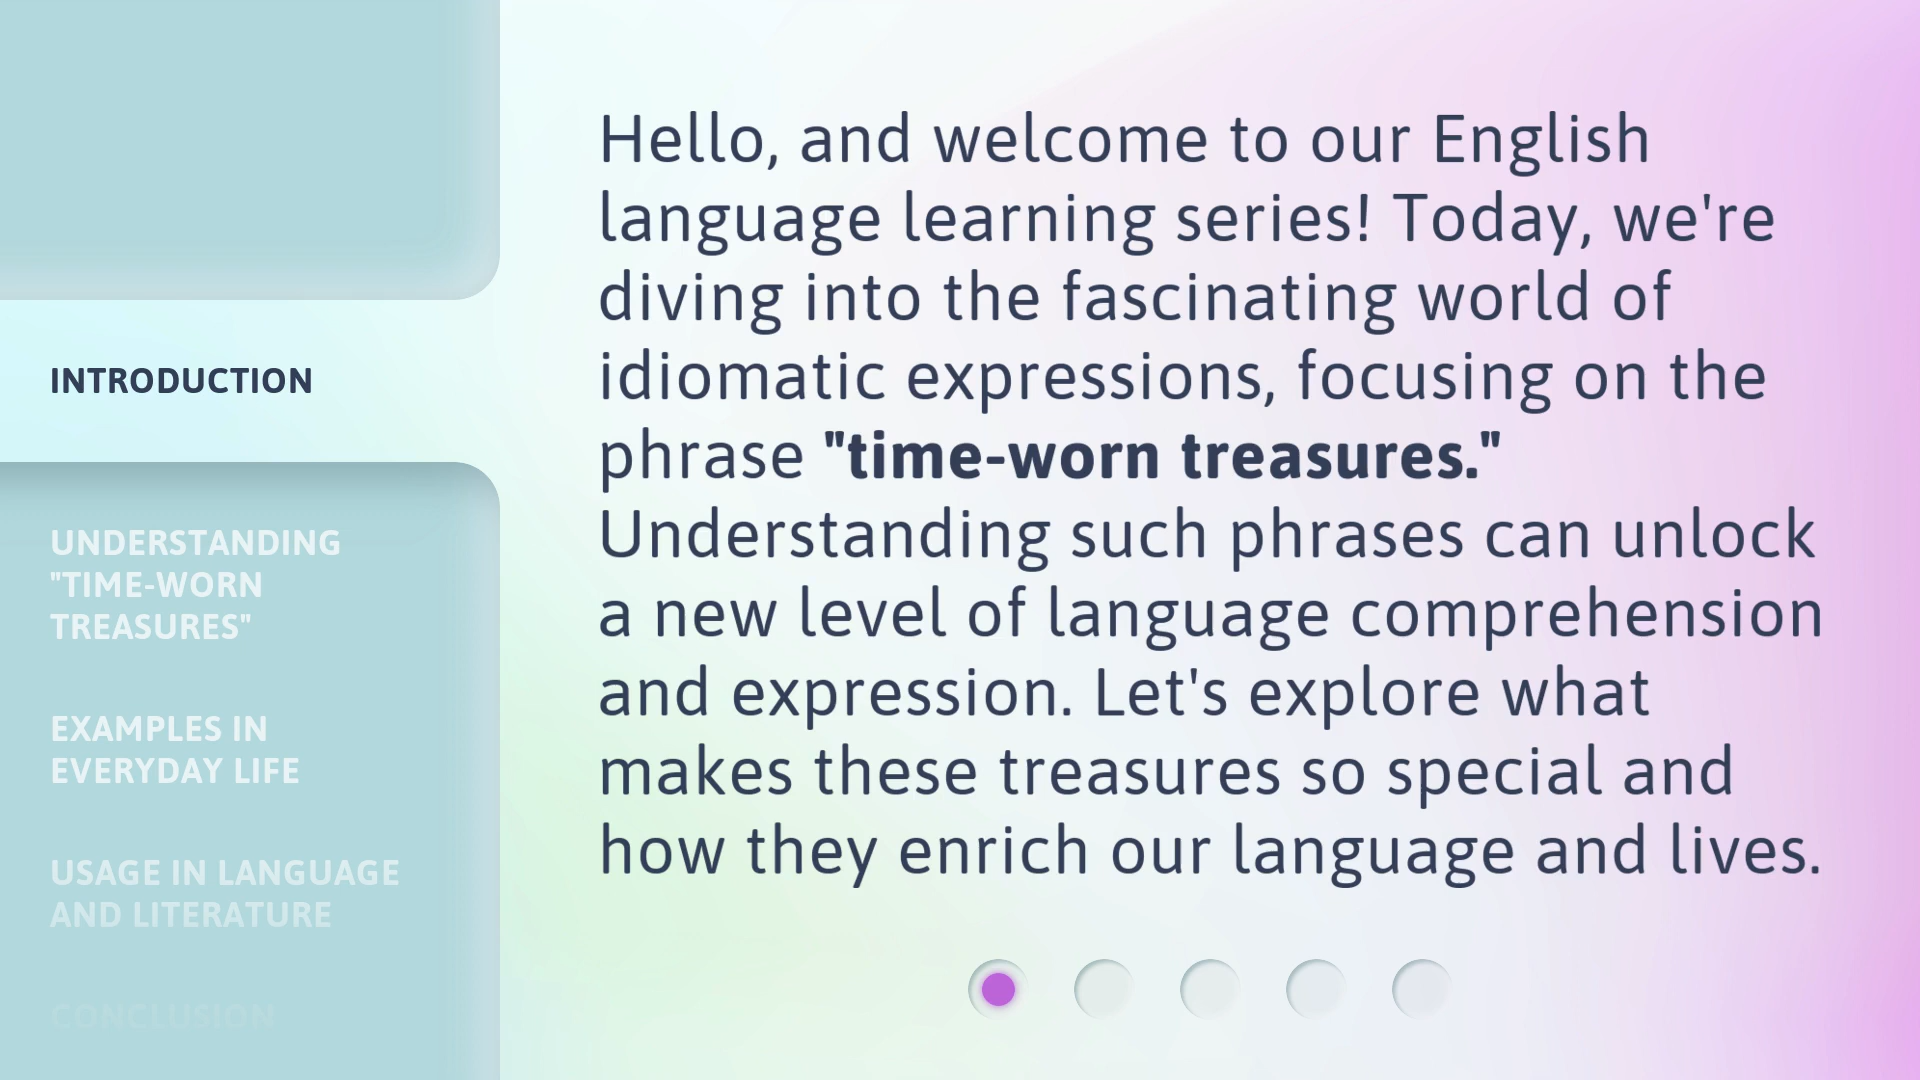 INTRODUCTION
UNDERSTANDING
"TIME-WORN
TREASURES"
EXAMPLES IN
EVERYDAY LIFE
USAGE IN LANGUAGE
AND LITERATURE
CONCLUSION
Hello, and welcome to our English
language learning series! Today, we're
diving into the fascinating world of
idiomatic expressions, focusing on the
phrase "time-worn treasures."
Understanding such phrases can unlock
a new level of language comprehension
and expression. Let's explore what
makes these treasures so special and
how they enrich our language and lives.